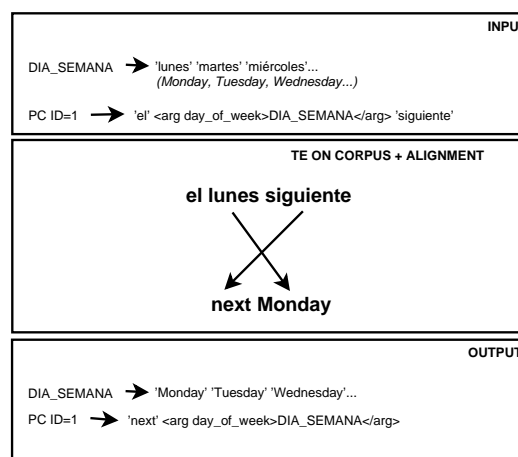 INPU
DIA_SEMANA 'lunes' 'martes' 'miércoles'...
(Monday, Tuesday, Wednesday...)
PC ID=1 'el' <arg day_of_week>DIA_SEMANA</arg> 'siguiente'
TE ON CORPUS + ALIGNMENT
el lunes siguiente
next Monday
OUTPUT
DIA_SEMANA 'Monday' 'Tuesday' 'Wednesday'...
PC ID=1 'next' <arg day_of_week>DIA_SEMANA</arg>